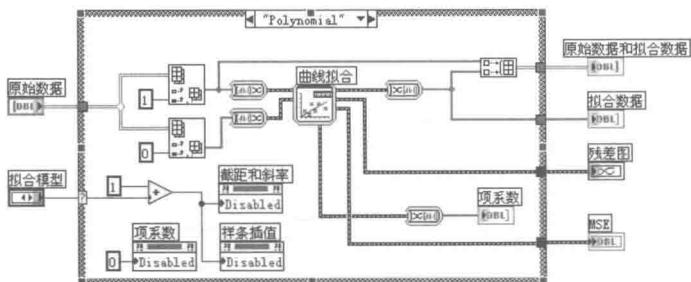 "Polynomial"
原始数据
DBL
1
0
曲线拟合
原始数据和拟合数据
DBL
拟合数据
DBL
残差图
拟合模型
?
1
+
截距和斜率
Disabled
项系数
DBL
项系数
0
Disabled
样条插值
Disabled
MSE
DBL